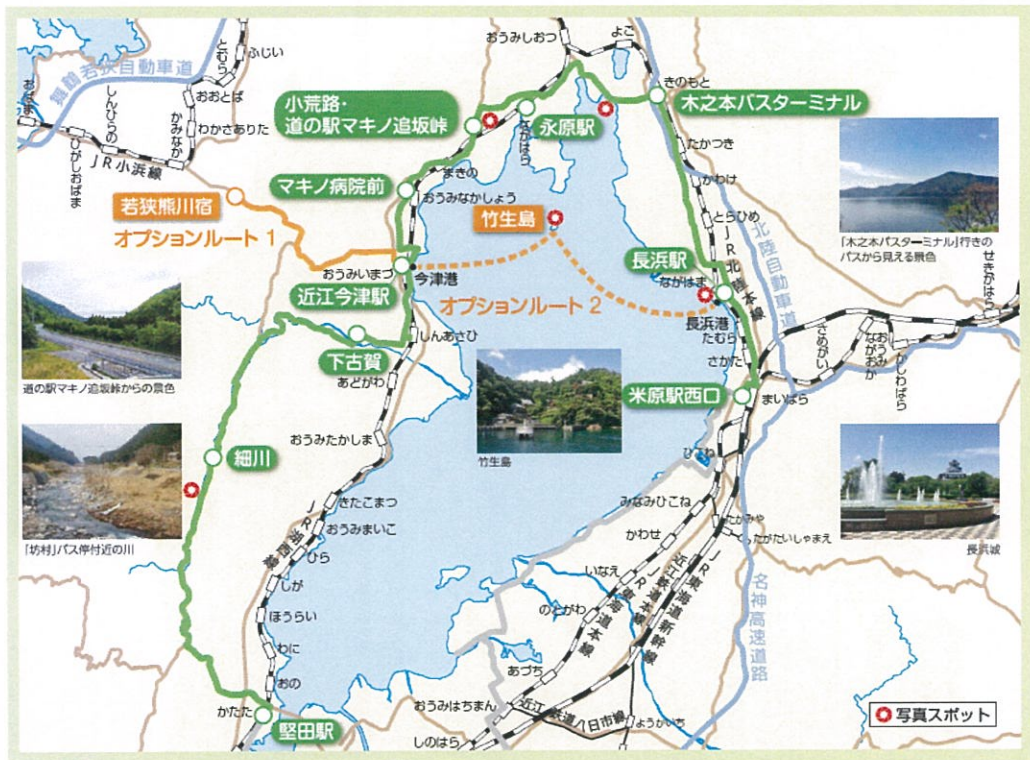 おうみしおつ
よこ
ふじい
とむら
おおとば
わかさありた
かみなか
しんひらの
ひがしおばま
おばま
舞鶴若狭自動車道
JR小浜線
小荒路・
道の駅マキノ追坂峠
永原駅
ながはら
きのもと
木之本バスターミナル
たかつき
かわけ
とらひめ
JR北陸本線
北陸自動車道
「木之本バスターミナル」行きの
バスから見える景色
マキノ病院前
まきの
おうみなかしょう
若狭熊川宿
オプションルート 1
竹生島
長浜駅
ながはま
おうみいまづ
今津港
近江今津駅
オプションルート 2
長浜港
たむら
さかた
せきがはら
さめがい
おうみ
ながおか
かしわばら
道の駅マキノ追坂峠からの景色
下古賀
しんあさひ
あどがわ
米原駅西口
まいばら
おうみたかしま
竹生島
ひこね
細川
きたこまつ
おうみまいこ
ひら
JR湖西線
しが
ほうらい
わに
おの
かたた
堅田駅
「坊村」バス停付近の川
みなみひこね
たかみや
たがたいしゃまえ
かわせ
いなえ
のとがわ
あづち
おうみはちまん
しのはら
JR東海道本線
近江鉄道本線
JR東海道新幹線
近江鉄道八日市線
ようかいち
名神高速道路
長浜城
写真スポット